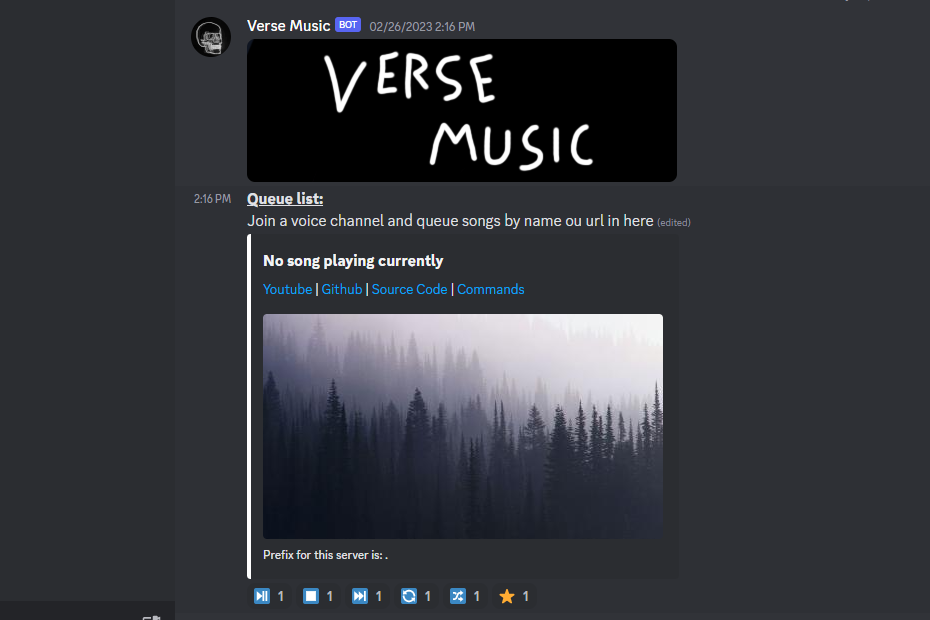 Verse Music BOT 02/26/2023 2:16 PM
VERSE
MUSIC
2:16 PM Queue list:
Join a voice channel and queue songs by name ou url in here (edited)
No song playing currently
Youtube | Github | Source Code | Commands
Prefix for this server is: .
1 1 1 1 1 1